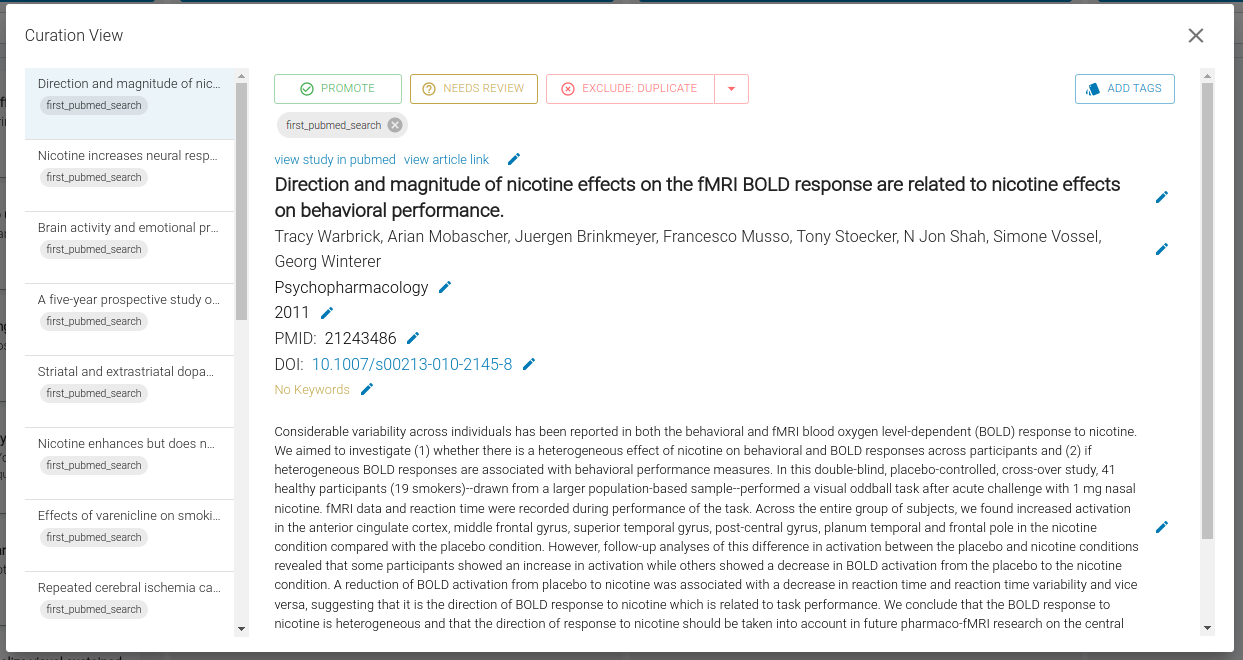 Curation View
Direction and magnitude of nic...
first_pubmed_search
Nicotine increases neural resp...
first_pubmed_search
Brain activity and emotional pr...
first_pubmed_search
A five-year prospective study o...
first_pubmed_search
Striatal and extrastriatal dopa...
first_pubmed_search
Nicotine enhances but does n...
first_pubmed_search
Effects of varenicline on smoki...
first_pubmed_search
Repeated cerebral ischemia ca...
first_pubmed_search
PROMOTE
NEEDS REVIEW
EXCLUDE: DUPLICATE
ADD TAGS
first_pubmed_search
view study in pubmed view article link
Direction and magnitude of nicotine effects on the fMRI BOLD response are related to nicotine effects
on behavioral performance.
Tracy Warbrick, Arian Mobascher, Juergen Brinkmeyer, Francesco Musso, Tony Stoecker, N Jon Shah, Simone Vossel,
Georg Winterer
Psychopharmacology
2011
PMID: 21243486
DOI: 10.1007/s00213-010-2145-8
No Keywords
Considerable variability across individuals has been reported in both the behavioral and fMRI blood oxygen level-dependent (BOLD) response to nicotine.
We aimed to investigate (1) whether there is a heterogeneous effect of nicotine on behavioral and BOLD responses across participants and (2) if
heterogeneous BOLD responses are associated with behavioral performance measures. In this double-blind, placebo-controlled, cross-over study, 41
healthy participants (19 smokers)--drawn from a larger population-based sample--performed a visual oddball task after acute challenge with 1 mg nasal
nicotine. fMRI data and reaction time were recorded during performance of the task. Across the entire group of subjects, we found increased activation
in the anterior cingulate cortex, middle frontal gyrus, superior temporal gyrus, post-central gyrus, planum temporal and frontal pole in the nicotine
condition compared with the placebo condition. However, follow-up analyses of this difference in activation between the placebo and nicotine conditions
revealed that some participants showed an increase in activation while others showed a decrease in BOLD activation from the placebo to the nicotine
condition. A reduction of BOLD activation from placebo to nicotine was associated with a decrease in reaction time and reaction time variability and vice
versa, suggesting that it is the direction of BOLD response to nicotine which is related to task performance. We conclude that the BOLD response to
nicotine is heterogeneous and that the direction of response to nicotine should be taken into account in future pharmaco-fMRI research on the central